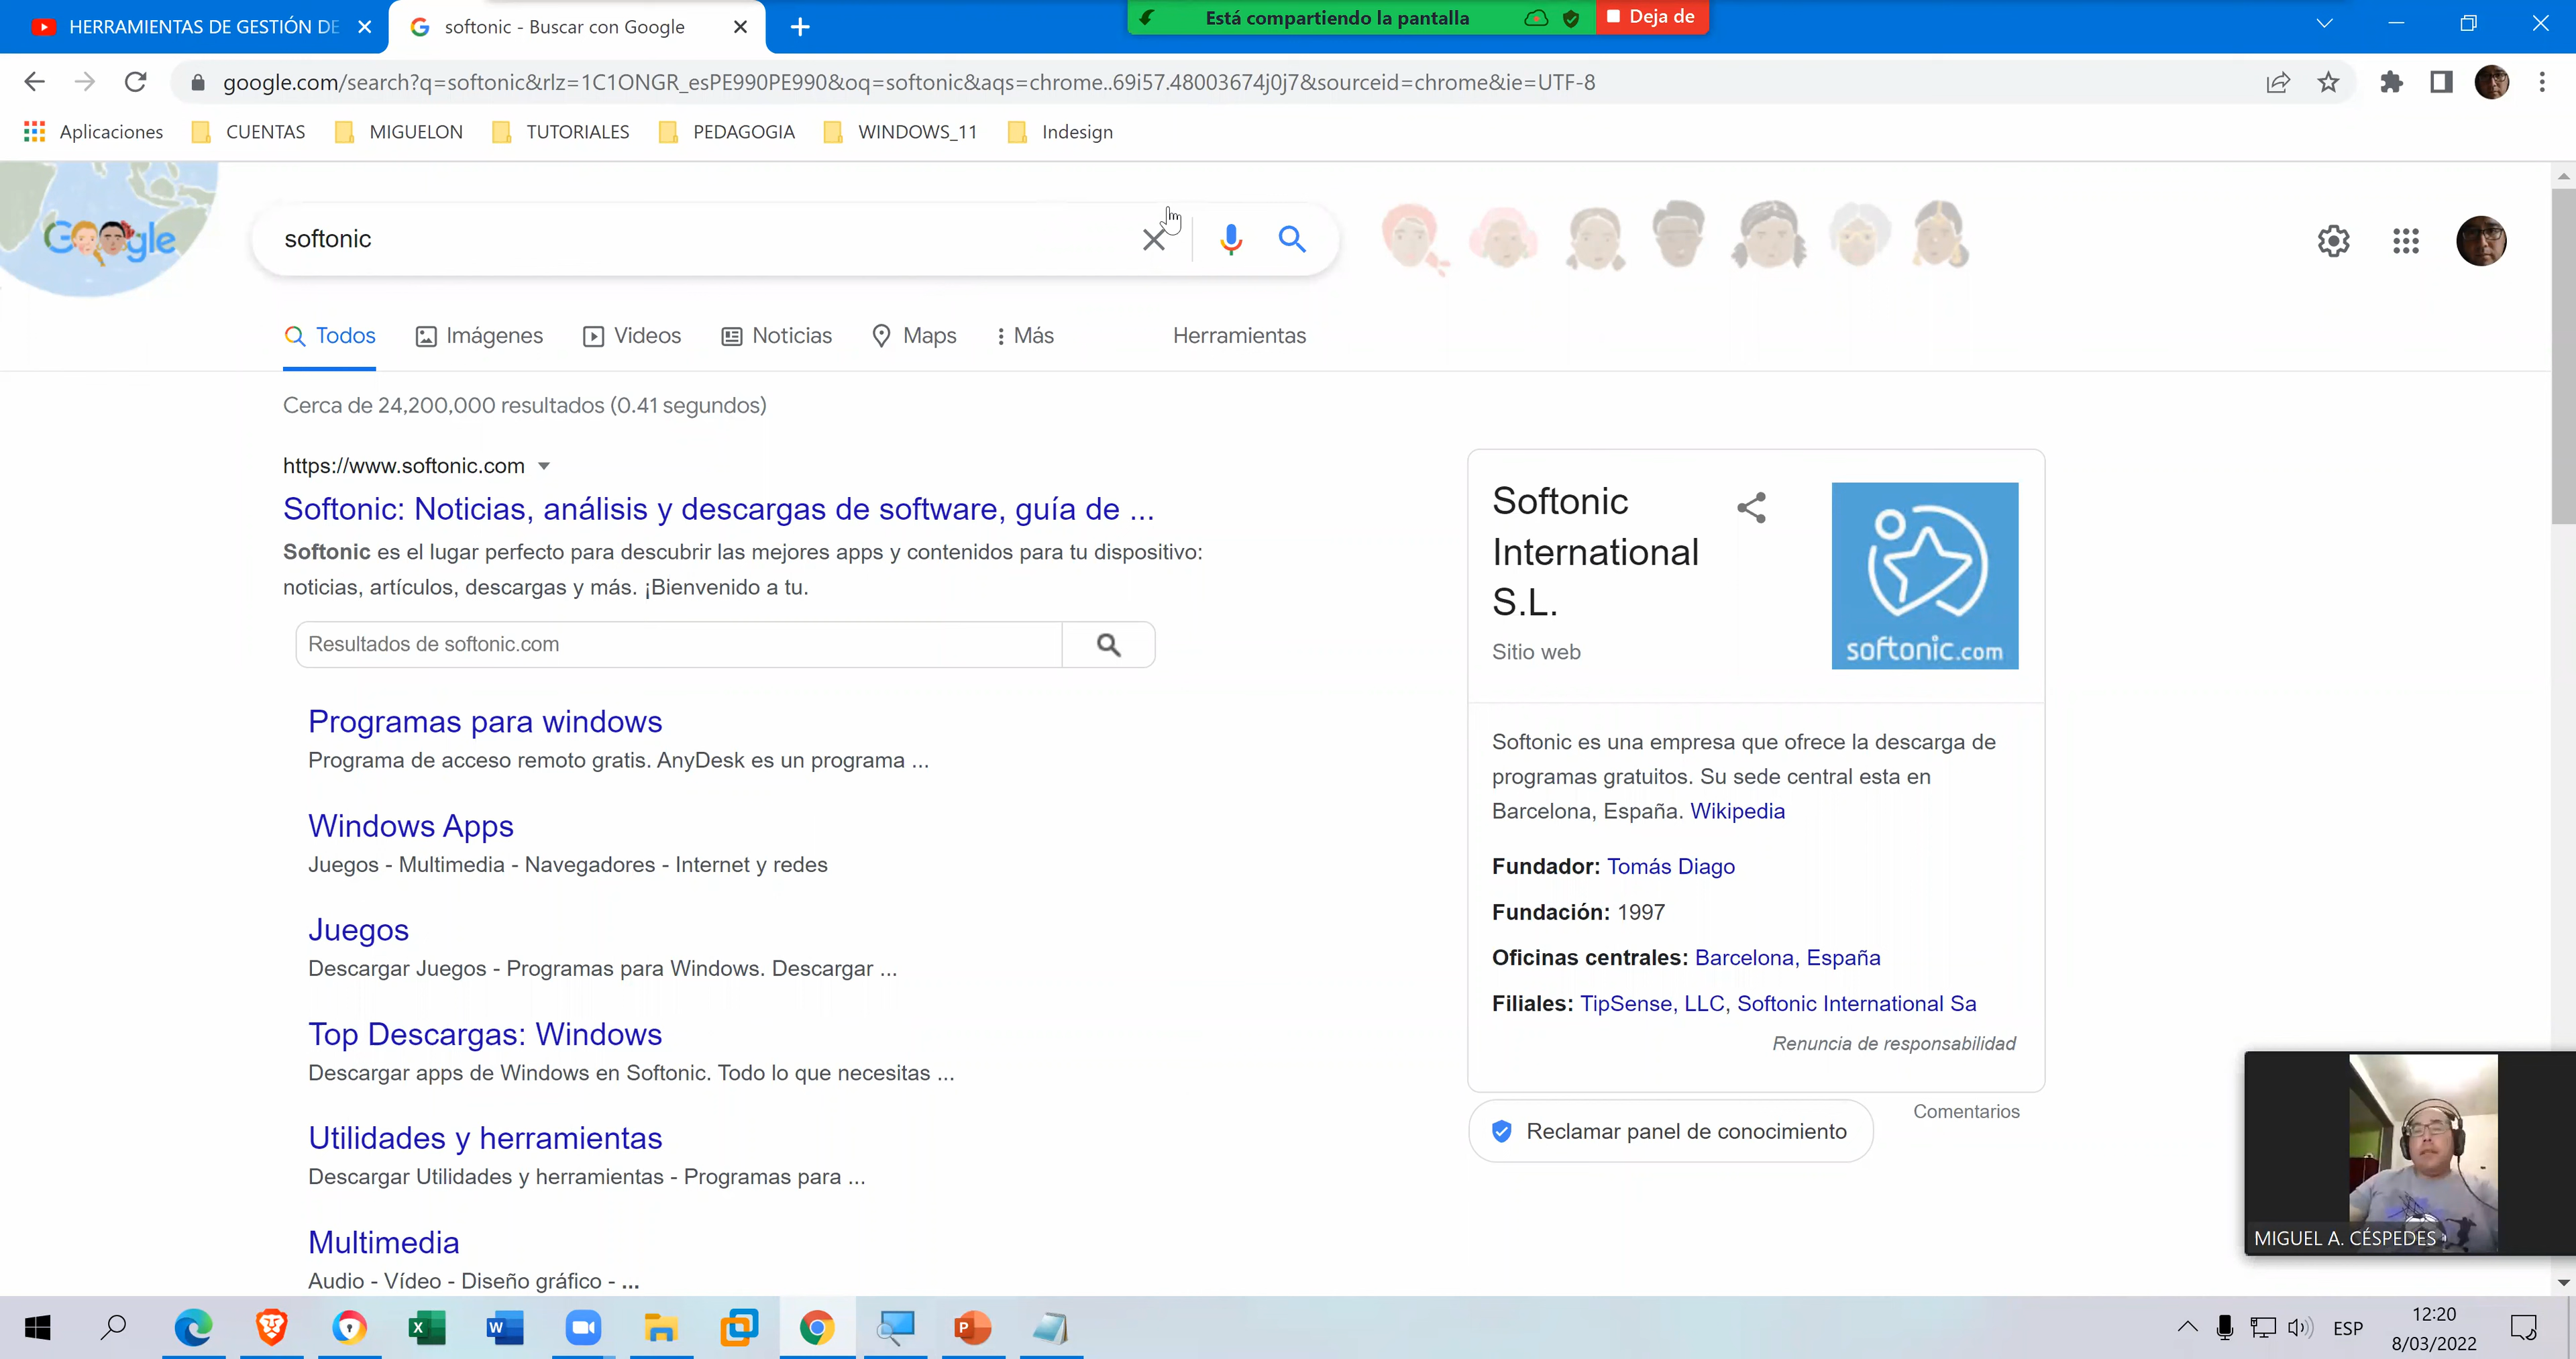 HERRAMIENTAS DE GESTIÓN DE
softonic - Buscar con Google
Está compartiendo la pantalla
Deja de
google.com/search?q=softonic&rlz=1C1ONGR_esPE990PE990&oq=softonic&aqs=chrome..69i57.48003674j0j7&sourceid=chrome&ie=UTF-8
Aplicaciones
CUENTAS
MIGUELON
TUTORIALES
PEDAGOGIA
WINDOWS_11
Indesign
Google
softonic
Todos
Imágenes
Videos
Noticias
Maps
Más
Herramientas
Cerca de 24,200,000 resultados (0.41 segundos)
https://www.softonic.com
Softonic: Noticias, análisis y descargas de software, guía de ...
Softonic es el lugar perfecto para descubrir las mejores apps y contenidos para tu dispositivo:
noticias, artículos, descargas y más. ¡Bienvenido a tu.
Resultados de softonic.com
Programas para windows
Programa de acceso remoto gratis. AnyDesk es un programa ...
Windows Apps
Juegos - Multimedia - Navegadores - Internet y redes
Juegos
Descargar Juegos - Programas para Windows. Descargar ...
Top Descargas: Windows
Descargar apps de Windows en Softonic. Todo lo que necesitas ...
Utilidades y herramientas
Descargar Utilidades y herramientas - Programas para ...
Multimedia
Audio - Vídeo - Diseño gráfico - ...
Softonic
International
S.L.
Sitio web
softonic.com
Softonic es una empresa que ofrece la descarga de
programas gratuitos. Su sede central esta en
Barcelona, España. Wikipedia
Fundador: Tomás Diago
Fundación: 1997
Oficinas centrales: Barcelona, España
Filiales: TipSense, LLC, Softonic International Sa
Renuncia de responsabilidad
Comentarios
Reclamar panel de conocimiento
MIGUEL A. CÉSPEDES
ESP
12:20
8/03/2022